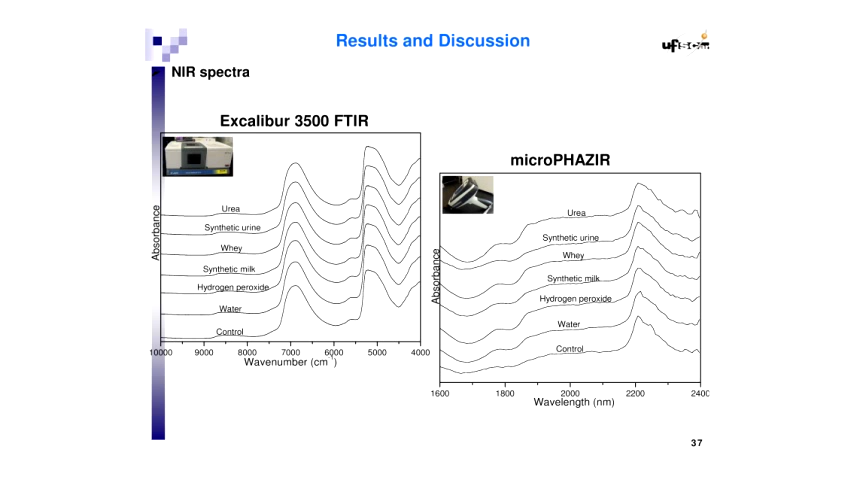 Results and Discussion
NIR spectra
Excalibur 3500 FTIR
Absorbance
Urea
Synthetic urine
Whey
Synthetic milk
Hydrogen peroxide
Water
Control
10000 9000 8000 7000 6000 5000 4000
Wavenumber (cm⁻)
microPHAZIR
Absorbance
Urea
Synthetic urine
Whey
Synthetic milk
Hydrogen peroxide
Water
Control
1600 1800 2000 2200 2400
Wavelength (nm)
37